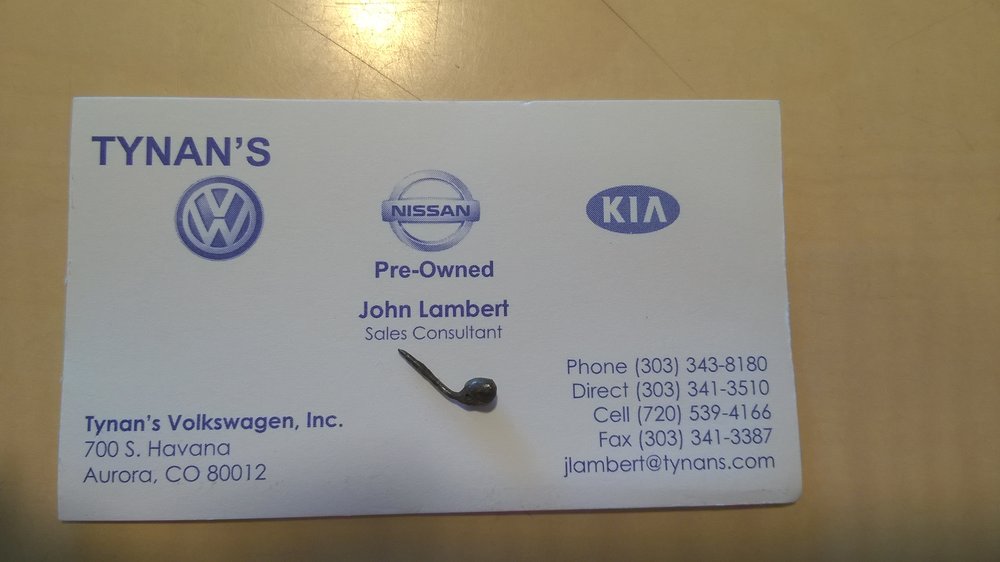 TYNAN'S
VW
NISSAN
KIA
Pre-Owned
John Lambert
Sales Consultant
Tynan's Volkswagen, Inc.
700 S. Havana
Aurora, CO 80012
Phone (303) 343-8180
Direct (303) 341-3510
Cell (720) 539-4166
Fax (303) 341-3387
jlambert@tynans.com